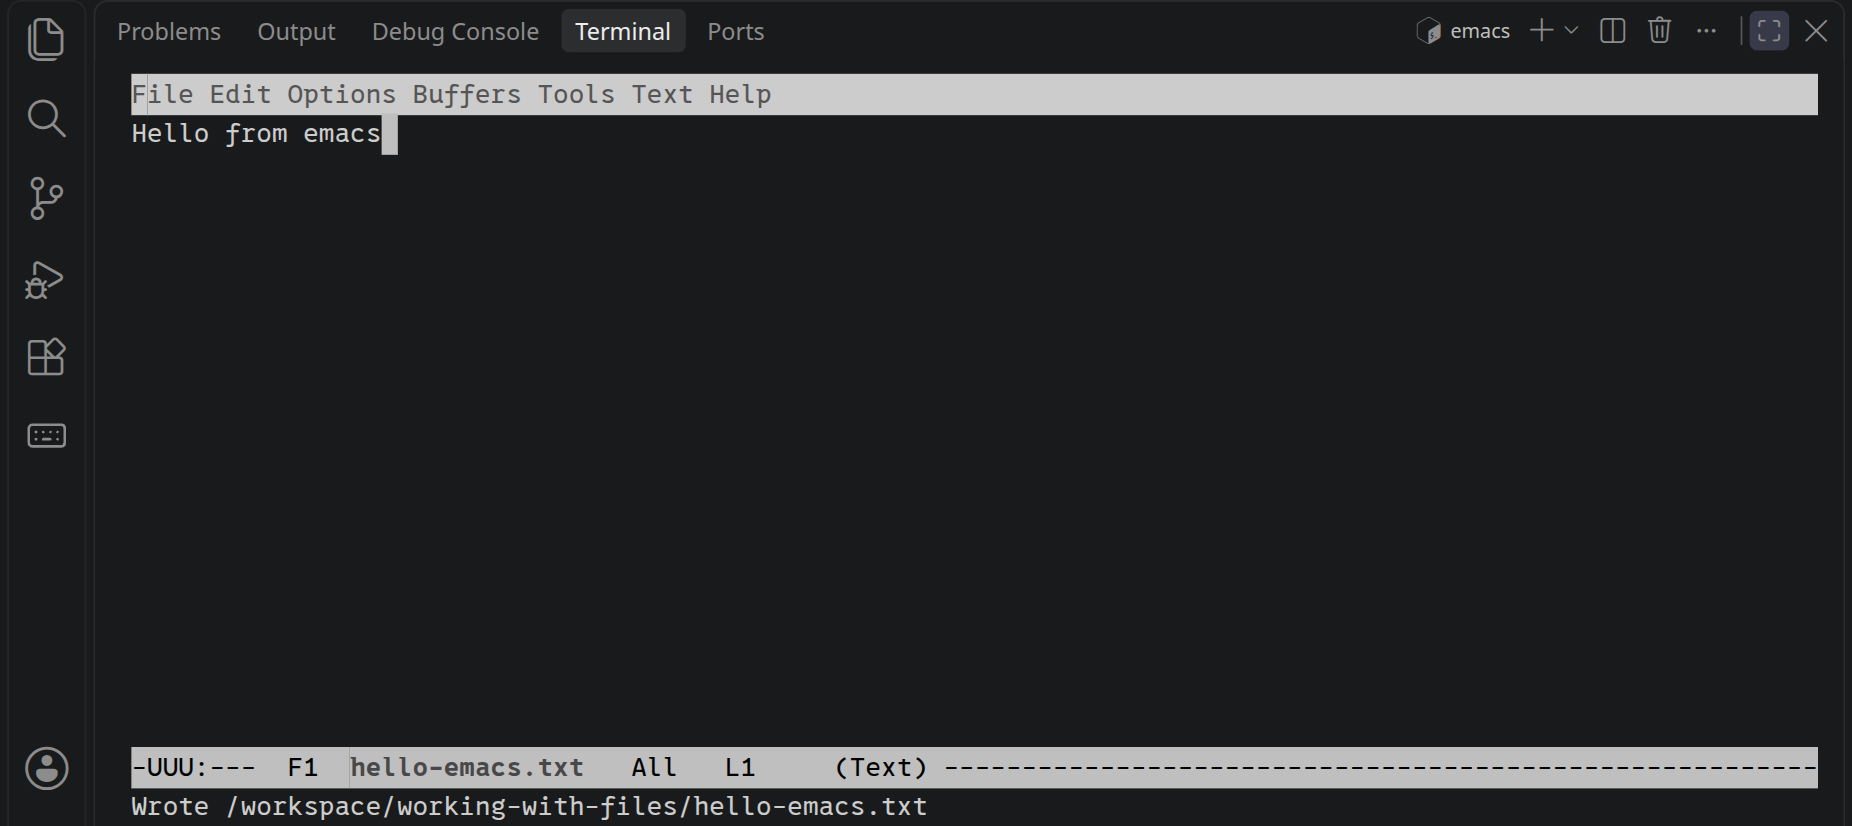 Problems Output Debug Console Terminal Ports emacs
File Edit Options Buffers Tools Text Help
Hello from emacs
-UUU:---  F1  hello-emacs.txt   All   L1     (Text) --------------------------------------------------------
Wrote /workspace/working-with-files/hello-emacs.txt